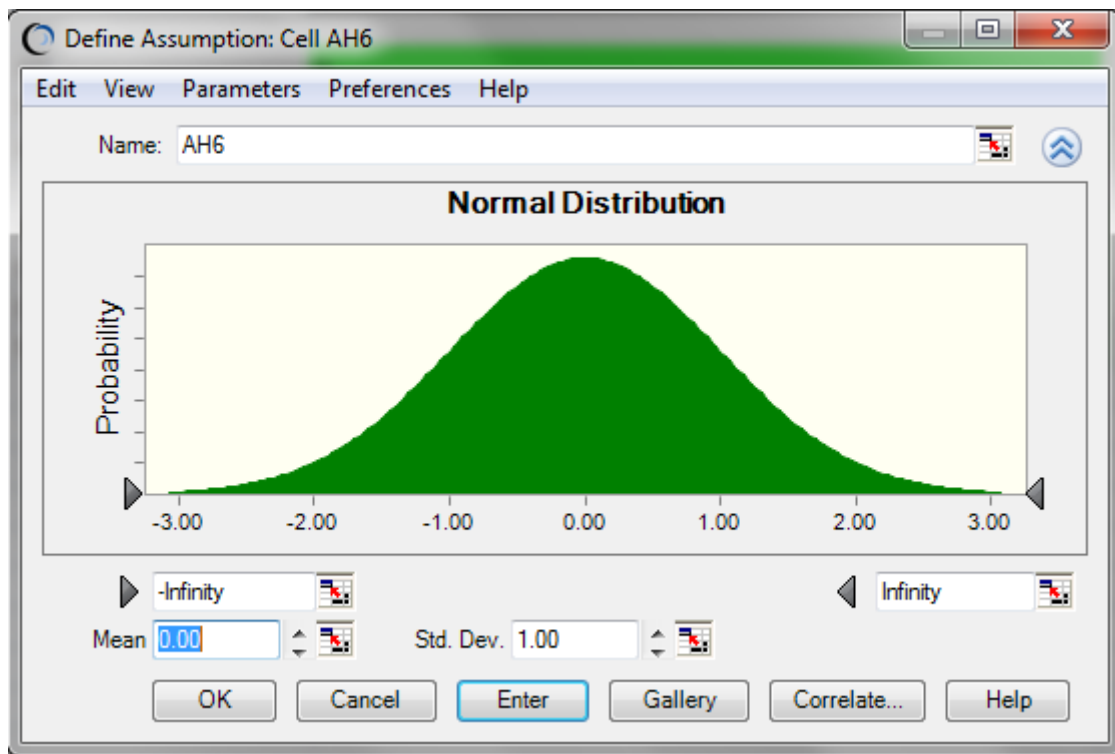 Define Assumption: Cell AH6
Edit View Parameters Preferences Help
Name: AH6
Normal Distribution
Probability
-3.00 -2.00 -1.00 0.00 1.00 2.00 3.00
-Infinity Infinity
Mean 0.00 Std. Dev. 1.00
OK Cancel Enter Gallery Correlate... Help